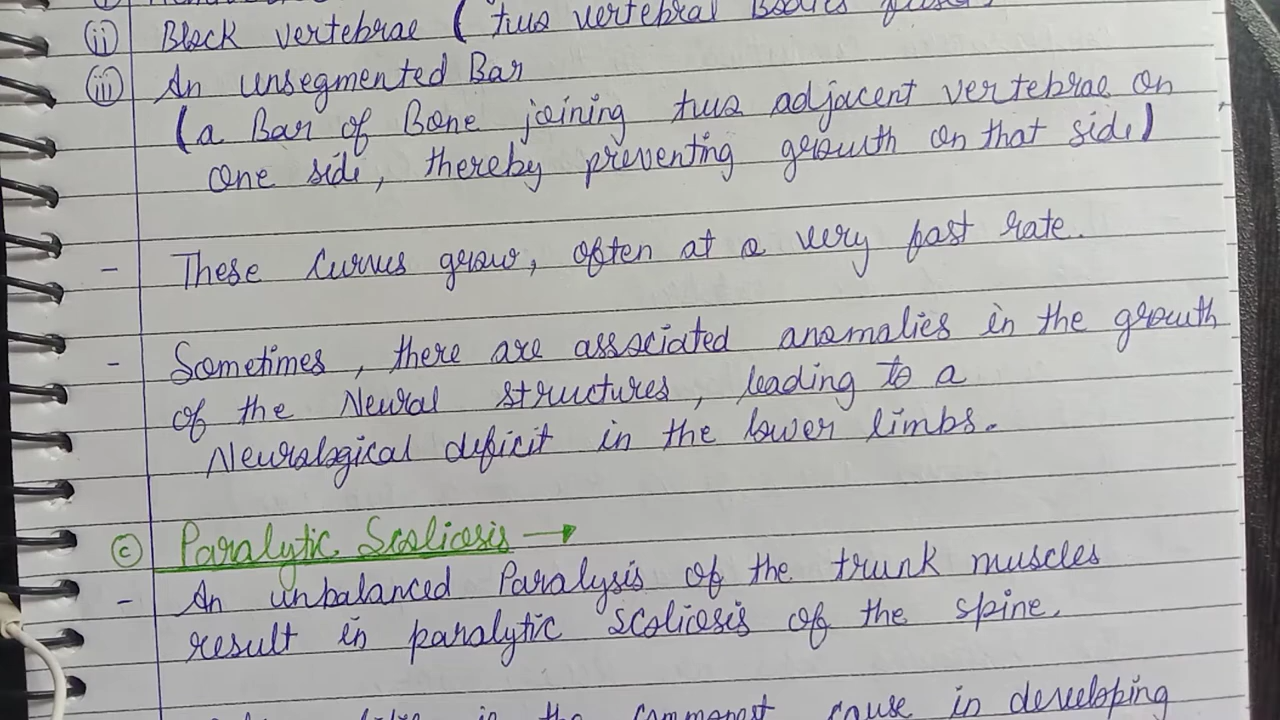 (ii) Block vertebrae ( two vertebral Bodies
(iii) An unsegmented Bar
(a Bar of Bone joining two adjacent vertebrae on
one side, thereby preventing growth on that side)
- These curves grow, often at a very fast rate.
- Sometimes, there are associated anomalies in the growth
of the Neural structures, leading to a
Neurological deficit in the lower limbs.
(c) Paralytic Scoliosis →
- An unbalanced Paralysis of the trunk muscles
result in paralytic scoliosis of the spine.
is the commonest cause in developing